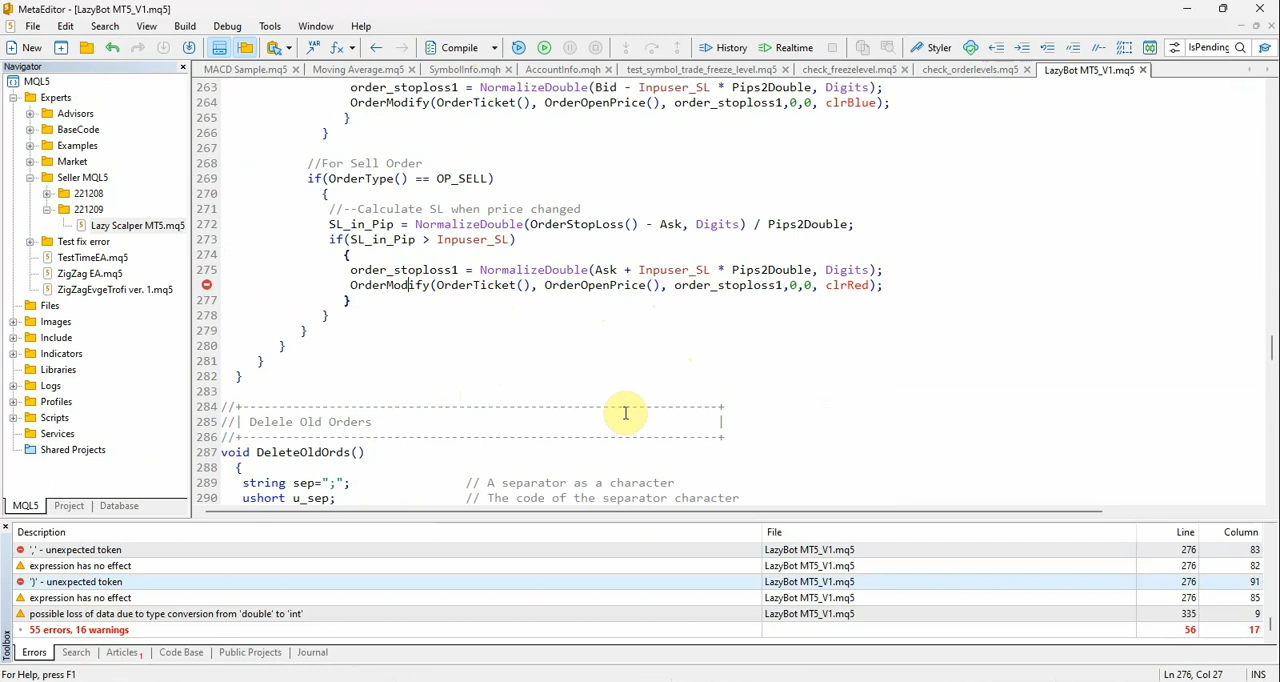 MetaEditor - [LazyBot MT5_V1.mq5]
File Edit Search View Build Debug Tools Window Help
New VAR fx Compile History Realtime Styler IsPending
Navigator
MACD Sample.mq5 Moving Average.mq5 SymbolInfo.mqh AccountInfo.mqh test_symbol_trade_freeze_level.mq5 check_freezelevel.mq5 check_orderlevels.mq5 LazyBot MT5_V1.mq5
MQL5
Experts
Advisors
BaseCode
Examples
Market
Seller MQL5
221208
221209
Lazy Scalper MT5.mq5
Test fix error
TestTimeEA.mq5
ZigZag EA.mq5
ZigZagEvgeTrofi ver. 1.mq5
Files
Images
Include
Indicators
Libraries
Logs
Profiles
Scripts
Services
Shared Projects
MQL5 Project Database
263 order_stoploss1 = NormalizeDouble(Bid - Inpuser_SL * Pips2Double, Digits);
264 OrderModify(OrderTicket(), OrderOpenPrice(), order_stoploss1,0,0, clrBlue);
265 }
266 }
267
268 //For Sell Order
269 if(OrderType() == OP_SELL)
270 {
271 //--Calculate SL when price changed
272 SL_in_Pip = NormalizeDouble(OrderStopLoss() - Ask, Digits) / Pips2Double;
273 if(SL_in_Pip > Inpuser_SL)
274 {
275 order_stoploss1 = NormalizeDouble(Ask + Inpuser_SL * Pips2Double, Digits);
OrderModify(OrderTicket(), OrderOpenPrice(), order_stoploss1,0,0, clrRed);
277 }
278 }
279 }
280 }
281 }
282 }
283
284 //+------------------------------------------------------------------+
285 //| Delele Old Orders |
286 //+------------------------------------------------------------------+
287 void DeleteOldOrds()
288 {
289 string sep=";"; // A separator as a character
290 ushort u_sep; // The code of the separator character
Description File Line Column
',' - unexpected token LazyBot MT5_V1.mq5 276 83
expression has no effect LazyBot MT5_V1.mq5 276 82
')' - unexpected token LazyBot MT5_V1.mq5 276 91
expression has no effect LazyBot MT5_V1.mq5 276 85
possible loss of data due to type conversion from 'double' to 'int' LazyBot MT5_V1.mq5 335 9
55 errors, 16 warnings 56 17
Toolbox
Errors Search Articles 1 Code Base Public Projects Journal
For Help, press F1 Ln 276, Col 27 INS